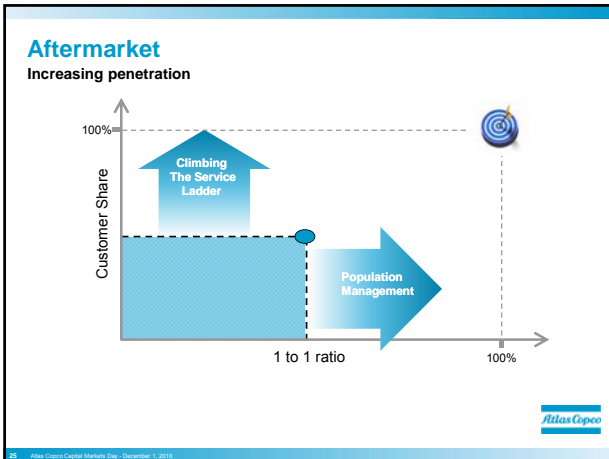 Aftermarket
Increasing penetration
100%
Climbing
The Service
Ladder
Customer Share
Population
Management
1 to 1 ratio
100%
Atlas Copco
25 Atlas Copco Capital Markets Day - December 1, 2010